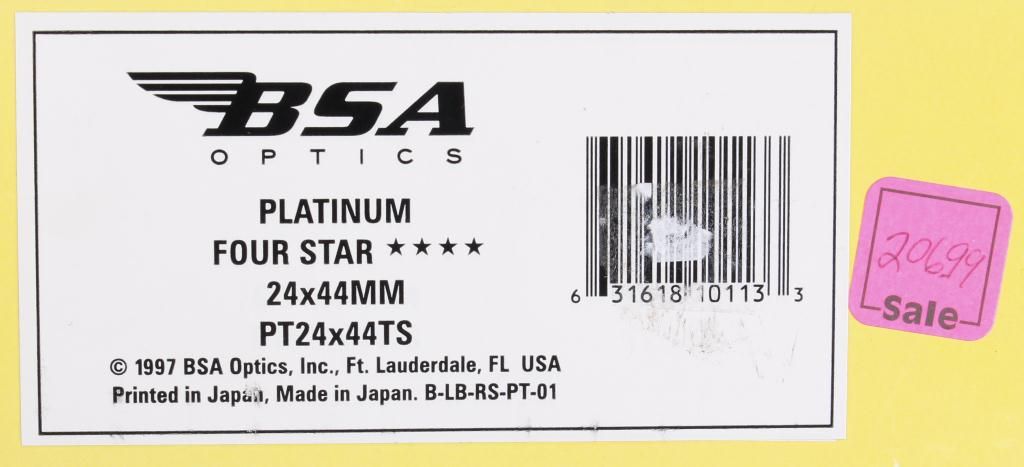 BSA
OPTICS
PLATINUM
FOUR STAR ★★★★
24x44MM
PT24x44TS
© 1997 BSA Optics, Inc., Ft. Lauderdale, FL USA
Printed in Japan, Made in Japan. B-LB-RS-PT-01
6 31618 10113 3
20699
Sale